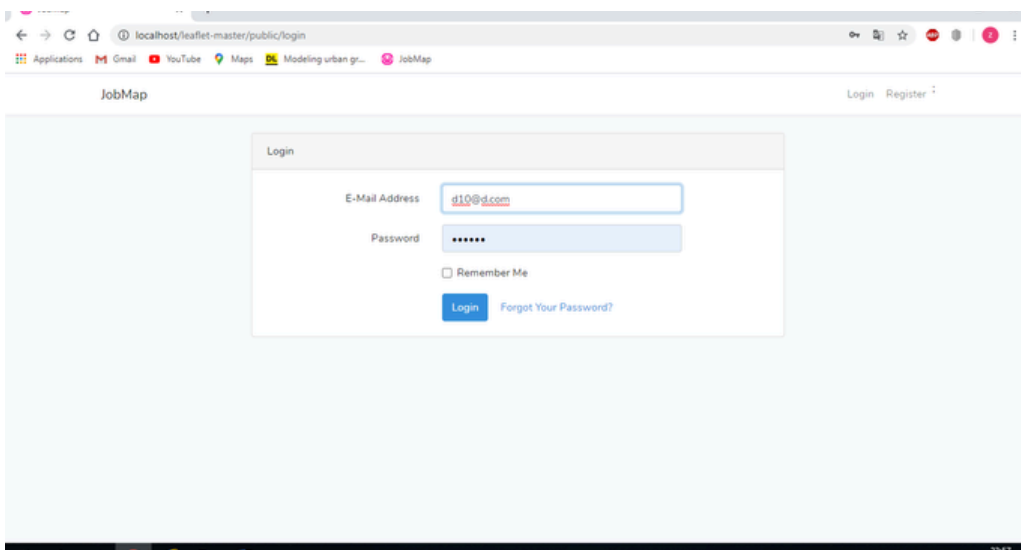 localhost/leaflet-master/public/login
Applications Gmail YouTube Maps DL Modeling urban gr... JobMap
JobMap Login Register
Login
E-Mail Address d10@d.com
Password ••••••
Remember Me
Login Forgot Your Password?